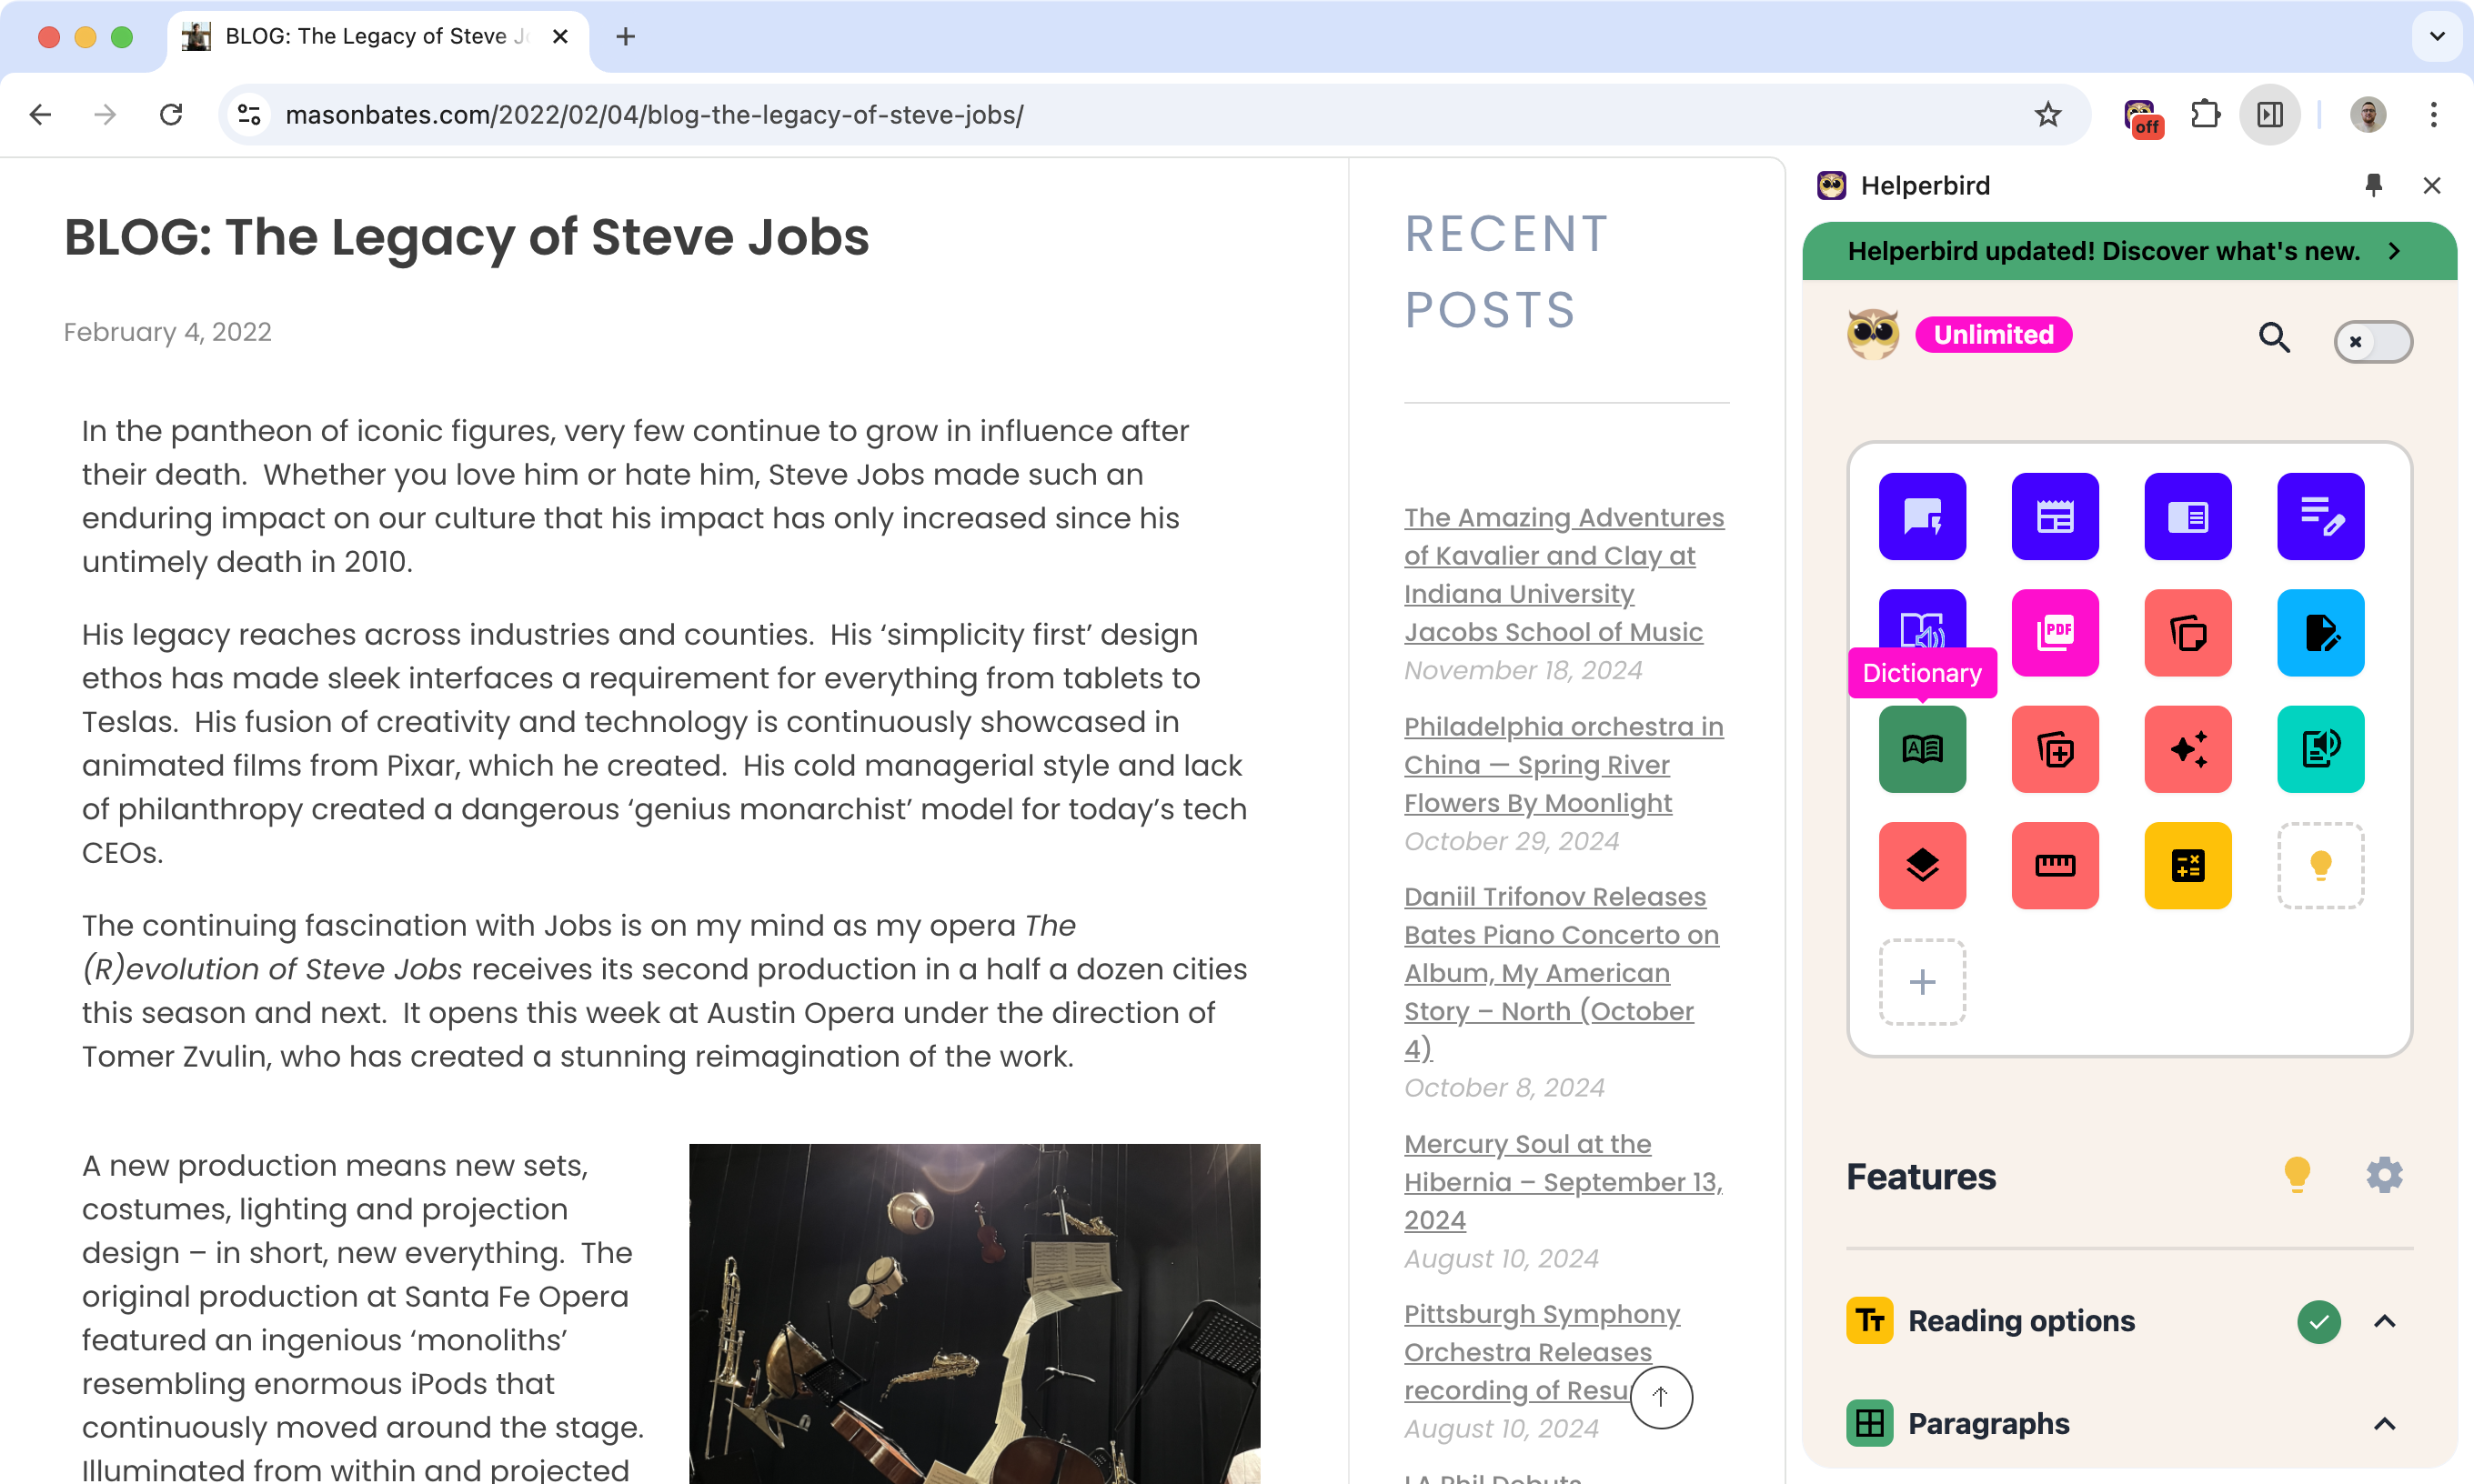 BLOG: The Legacy of Steve
masonbates.com/2022/02/04/blog-the-legacy-of-steve-jobs/
off
BLOG: The Legacy of Steve Jobs
February 4, 2022
In the pantheon of iconic figures, very few continue to grow in influence after
their death.  Whether you love him or hate him, Steve Jobs made such an
enduring impact on our culture that his impact has only increased since his
untimely death in 2010.
His legacy reaches across industries and counties.  His ‘simplicity first’ design
ethos has made sleek interfaces a requirement for everything from tablets to
Teslas.  His fusion of creativity and technology is continuously showcased in
animated films from Pixar, which he created.  His cold managerial style and lack
of philanthropy created a dangerous ‘genius monarchist’ model for today’s tech
CEOs.
The continuing fascination with Jobs is on my mind as my opera The
(R)evolution of Steve Jobs receives its second production in a half a dozen cities
this season and next.  It opens this week at Austin Opera under the direction of
Tomer Zvulin, who has created a stunning reimagination of the work.
A new production means new sets,
costumes, lighting and projection
design – in short, new everything.  The
original production at Santa Fe Opera
featured an ingenious ‘monoliths’
resembling enormous iPods that
continuously moved around the stage.
Illuminated from within and projected
RECENT
POSTS
The Amazing Adventures
of Kavalier and Clay at
Indiana University
Jacobs School of Music
November 18, 2024
Philadelphia orchestra in
China — Spring River
Flowers By Moonlight
October 29, 2024
Daniil Trifonov Releases
Bates Piano Concerto on
Album, My American
Story – North (October
4)
October 8, 2024
Mercury Soul at the
Hibernia – September 13,
2024
August 10, 2024
Pittsburgh Symphony
Orchestra Releases
recording of Resu
August 10, 2024
LA Phil Debuts
Helperbird
Helperbird updated! Discover what's new.
Unlimited
PDF
Dictionary
A
Features
Tт Reading options
Paragraphs